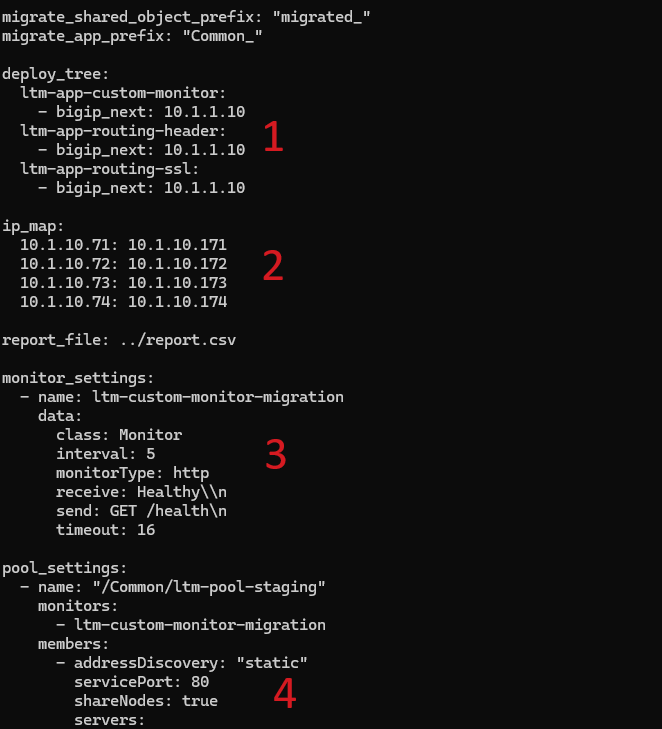 migrate_shared_object_prefix: "migrated_"
migrate_app_prefix: "Common_"
deploy_tree:
  ltm-app-custom-monitor:
    - bigip_next: 10.1.1.10
  ltm-app-routing-header:
1
    - bigip_next: 10.1.1.10
  ltm-app-routing-ssl:
    - bigip_next: 10.1.1.10
ip_map:
  10.1.10.71: 10.1.10.171
  10.1.10.72: 10.1.10.172
2
  10.1.10.73: 10.1.10.173
  10.1.10.74: 10.1.10.174
report_file: ../report.csv
monitor_settings:
  - name: ltm-custom-monitor-migration
    data:
      class: Monitor
      interval: 5
3
      monitorType: http
      receive: Healthy\\n
      send: GET /health\n
      timeout: 16
pool_settings:
  - name: "/Common/ltm-pool-staging"
    monitors:
      - ltm-custom-monitor-migration
    members:
      - addressDiscovery: "static"
        servicePort: 80
4
        shareNodes: true
        servers: